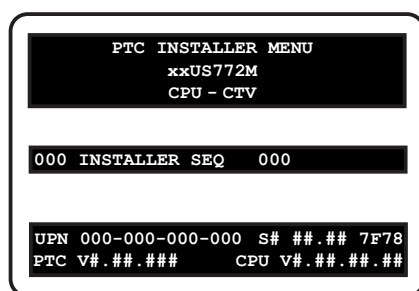 PTC INSTALLER MENU
xxUS772M
CPU – CTV
000 INSTALLER SEQ 000
UPN 000-000-000-000 S# ##.## 7F78
PTC V#.##.### CPU V#.##.##.##